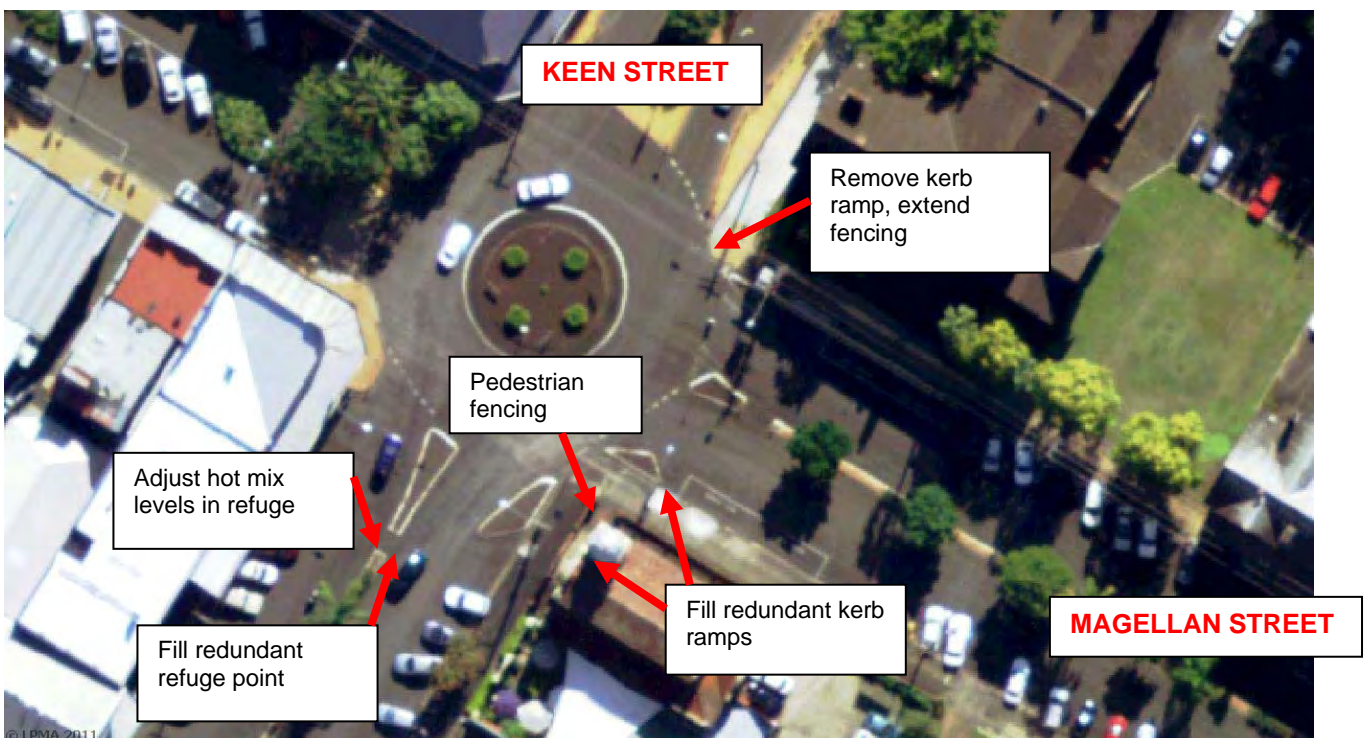 KEEN STREET
Remove kerb
ramp, extend
fencing
Pedestrian
fencing
Adjust hot mix
levels in refuge
Fill redundant
refuge point
Fill redundant kerb
ramps
MAGELLAN STREET
© LPMA 2011